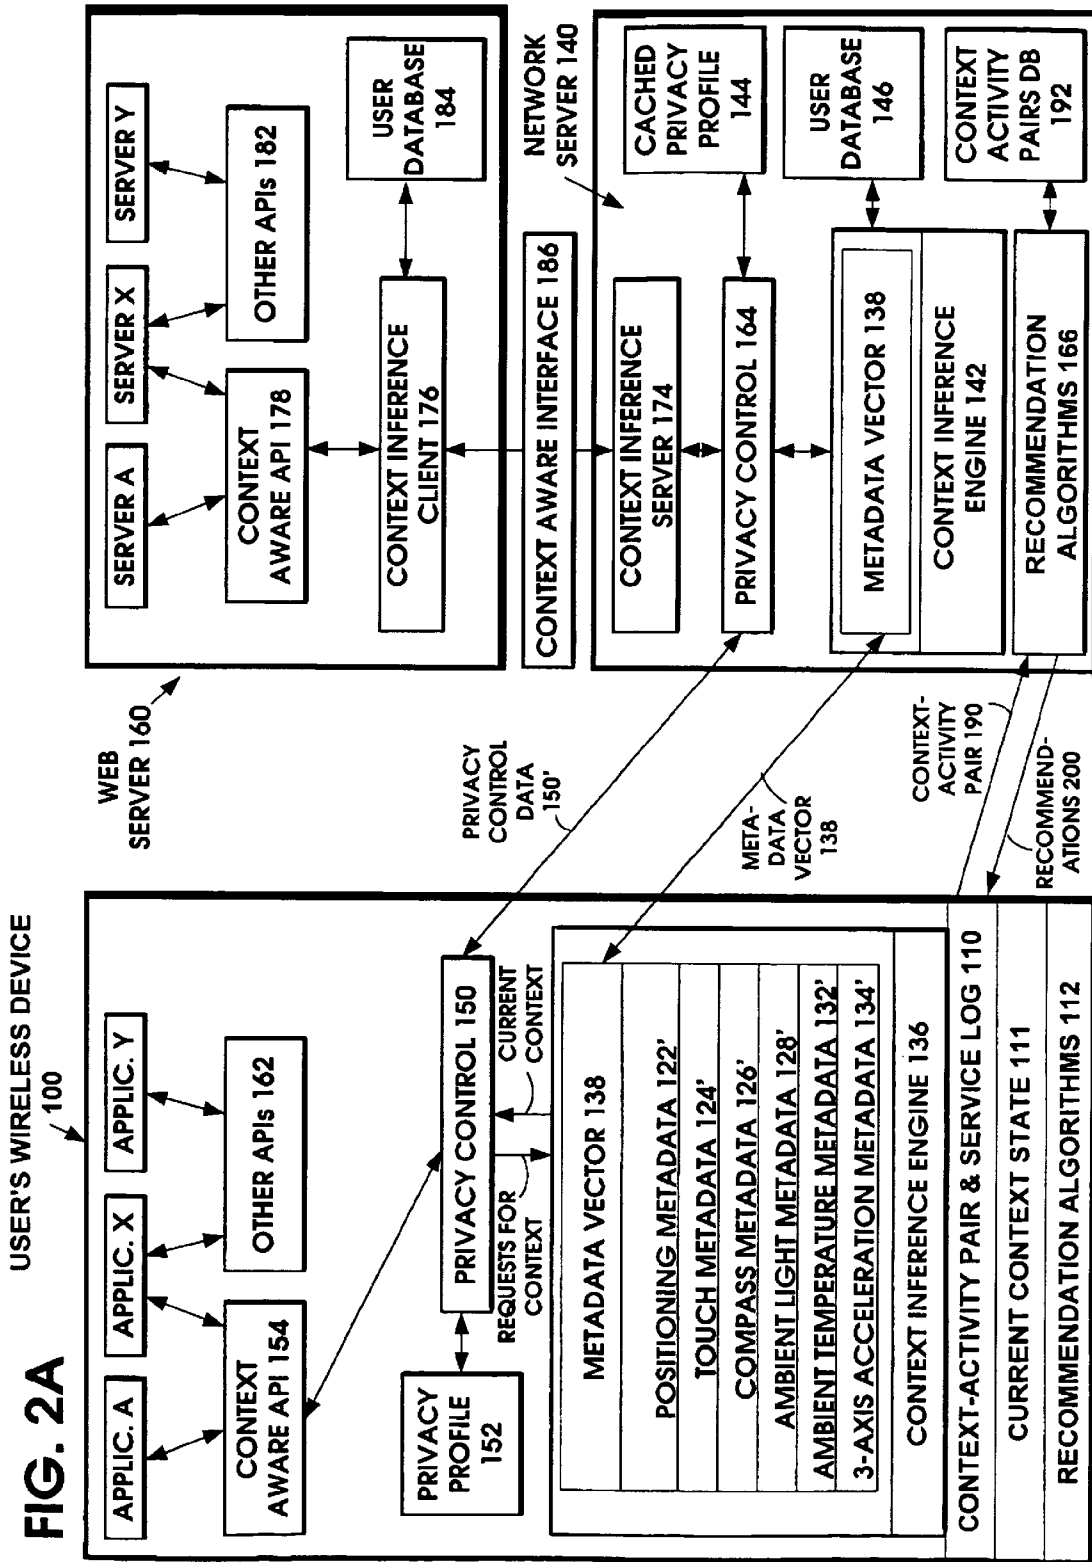 FIG. 2A
USER'S WIRELESS DEVICE
100
APPLIC. A
APPLIC. X
APPLIC. Y
CONTEXT
AWARE API 154
OTHER APIs 162
PRIVACY
PROFILE
152
PRIVACY CONTROL 150
REQUESTS FOR
CONTEXT
CURRENT
CONTEXT
METADATA VECTOR 138
POSITIONING METADATA 122'
TOUCH METADATA 124'
COMPASS METADATA 126'
AMBIENT LIGHT METADATA 128'
AMBIENT TEMPERATURE METADATA 132'
3-AXIS ACCELERATION METADATA 134'
CONTEXT INFERENCE ENGINE 136
CONTEXT-ACTIVITY PAIR & SERVICE LOG 110
CURRENT CONTEXT STATE 111
RECOMMENDATION ALGORITHMS 112
WEB
SERVER 160
PRIVACY
CONTROL
DATA
150'
META-
DATA
VECTOR
138
CONTEXT-
ACTIVITY
PAIR 190
RECOMMEND-
ATIONS 200
SERVER A
SERVER X
SERVER Y
CONTEXT
AWARE API 178
OTHER APIs 182
CONTEXT INFERENCE
CLIENT 176
USER
DATABASE
184
CONTEXT AWARE INTERFACE 186
NETWORK
SERVER 140
CONTEXT INFERENCE
SERVER 174
CACHED
PRIVACY
PROFILE
144
PRIVACY CONTROL 164
METADATA VECTOR 138
USER
DATABASE
146
CONTEXT INFERENCE
ENGINE 142
CONTEXT
ACTIVITY
PAIRS DB
192
RECOMMENDATION
ALGORITHMS 166